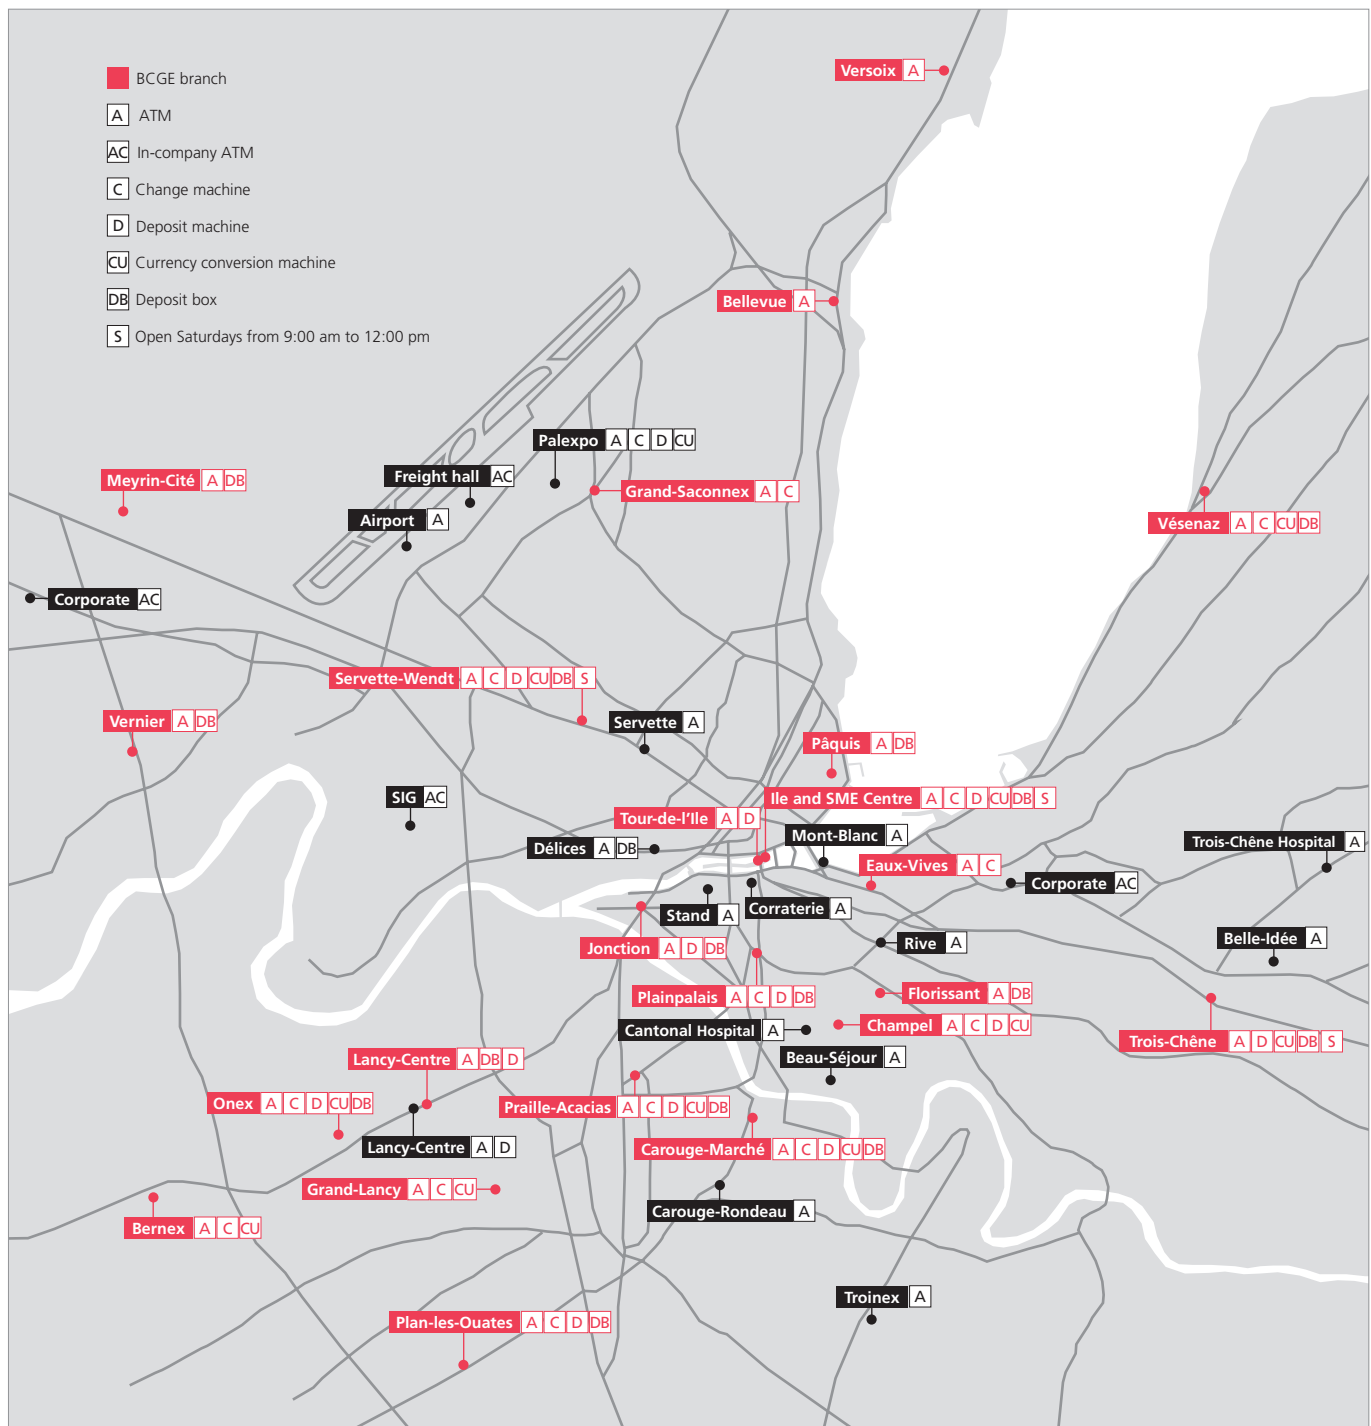 BCGE branch
A ATM
AC In-company ATM
C Change machine
D Deposit machine
CU Currency conversion machine
DB Deposit box
S Open Saturdays from 9:00 am to 12:00 pm
Versoix A
Bellevue A
Palexpo A C D CU
Freight hall AC
Meyrin-Cité A DB
Grand-Saconnex A C
Airport A
Vésenaz A C CU DB
Corporate AC
Servette-Wendt A C D CU DB S
Vernier A DB
Servette A
Pâquis A DB
SIG AC
Ile and SME Centre A C D CU DB S
Tour-de-l'Ile A D
Mont-Blanc A
Trois-Chêne Hospital A
Délices A DB
Eaux-Vives A C
Corporate AC
Stand A
Corraterie A
Belle-Idée A
Rive A
Jonction A D DB
Florissant A DB
Plainpalais A C D DB
Champel A C D CU
Cantonal Hospital A
Trois-Chêne A D CU DB S
Beau-Séjour A
Lancy-Centre A DB D
Onex A C D CU DB
Praille-Acacias A C D CU DB
Lancy-Centre A D
Carouge-Marché A C D CU DB
Grand-Lancy A C CU
Carouge-Rondeau A
Bernex A C CU
Troinex A
Plan-les-Ouates A C D DB